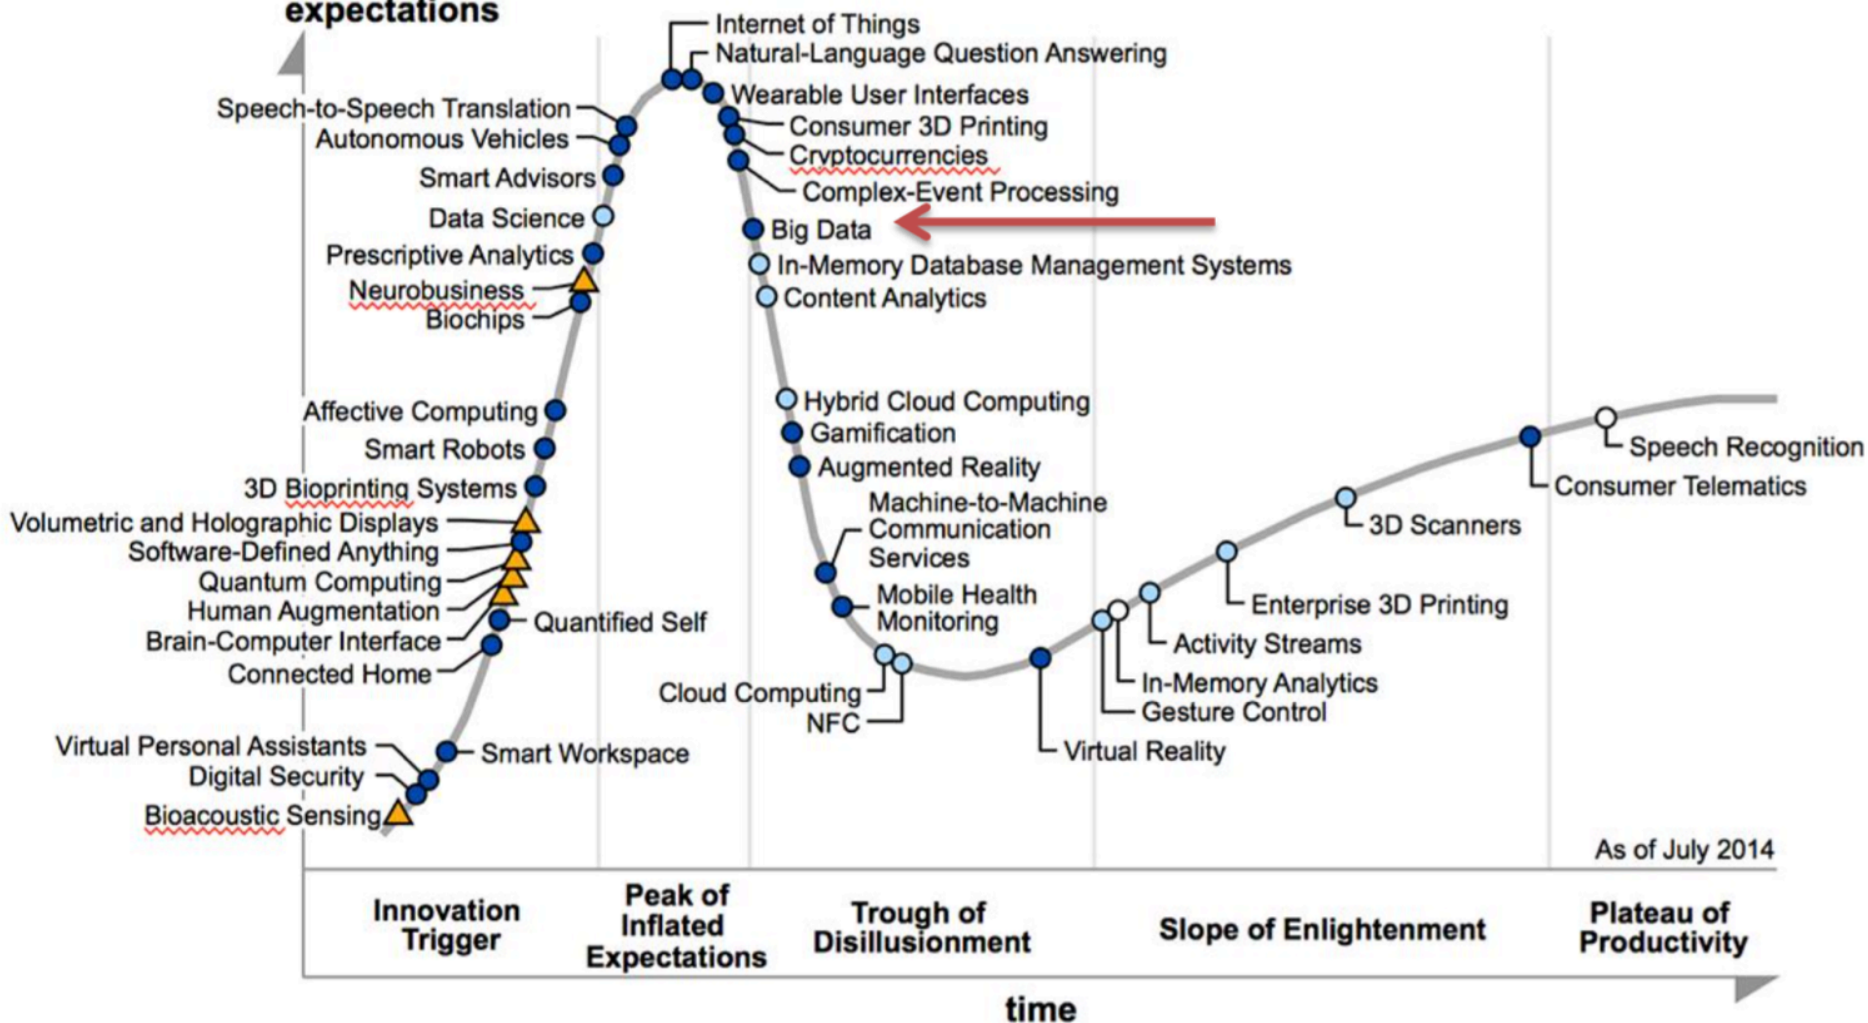 expectations
Internet of Things
Natural-Language Question Answering
Wearable User Interfaces
Consumer 3D Printing
Cryptocurrencies
Complex-Event Processing
Big Data
In-Memory Database Management Systems
Content Analytics
Speech-to-Speech Translation
Autonomous Vehicles
Smart Advisors
Data Science
Prescriptive Analytics
Neurobusiness
Biochips
Affective Computing
Smart Robots
3D Bioprinting Systems
Volumetric and Holographic Displays
Software-Defined Anything
Quantum Computing
Human Augmentation
Brain-Computer Interface
Connected Home
Quantified Self
Virtual Personal Assistants
Digital Security
Bioacoustic Sensing
Smart Workspace
Hybrid Cloud Computing
Gamification
Augmented Reality
Machine-to-Machine
Communication
Services
Mobile Health
Monitoring
Cloud Computing
NFC
Virtual Reality
Gesture Control
In-Memory Analytics
Activity Streams
Enterprise 3D Printing
3D Scanners
Consumer Telematics
Speech Recognition
As of July 2014
Innovation
Trigger
Peak of
Inflated
Expectations
Trough of
Disillusionment
Slope of Enlightenment
Plateau of
Productivity
time